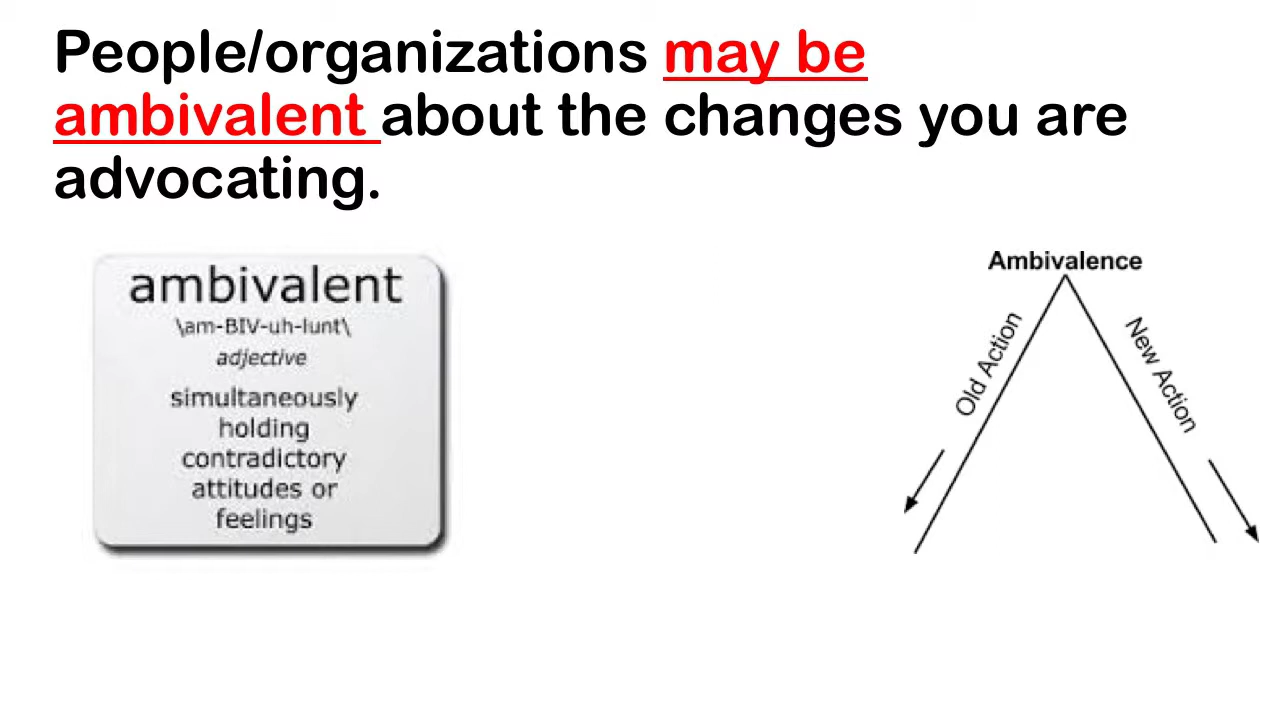 People/organizations may be
ambivalent about the changes you are
advocating.
ambivalent
\am-BIV-uh-lunt\
adjective
simultaneously
holding
contradictory
attitudes or
feelings
Ambivalence
Old Action
New Action